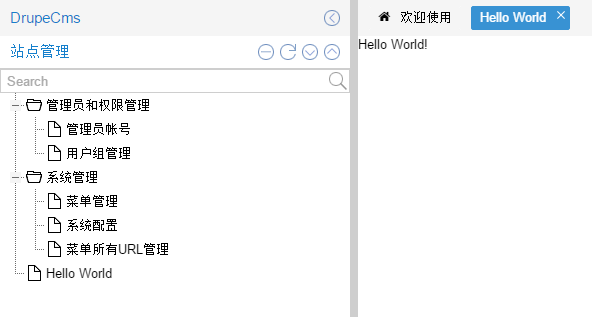 DrupeCms
站点管理
Search
管理员和权限管理
管理员帐号
用户组管理
系统管理
菜单管理
系统配置
菜单所有URL管理
Hello World
欢迎使用
Hello World
Hello World!